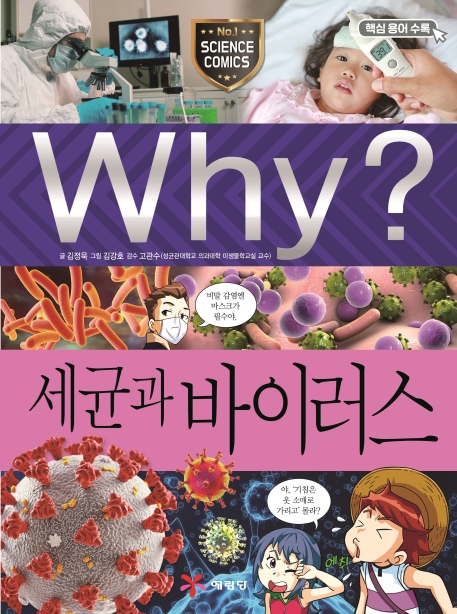 No.1
SCIENCE
COMICS
핵심 용어 수록
Why?
글 김정욱 그림 김강호 감수 고관수(성균관대학교 의과대학 미생물학교실 교수)
비말 감염엔
마스크가
필수야.
세균과 바이러스
야, '기침은
옷 소매로
가리고' 몰라?
에취
예림당